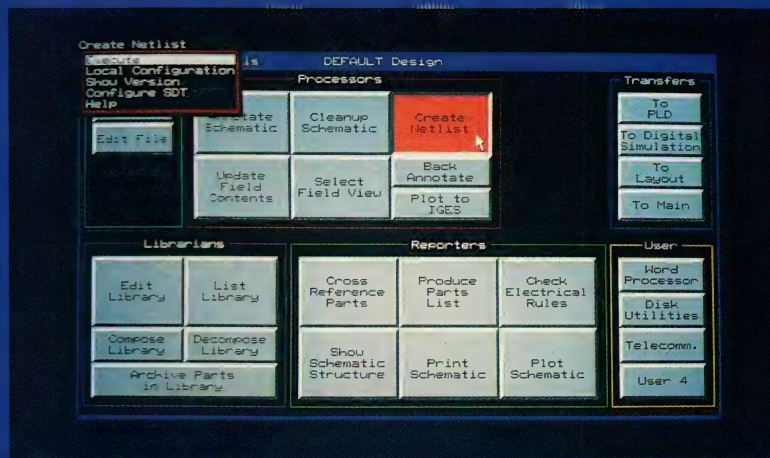 Create Netlist
Execute
Local Configuration
Show Version
Configure SDT
Help
ls
DEFAULT Design
Processors
Transfers
Edit File
Annotate
Schematic
Cleanup
Schematic
Create
Netlist
Update
Field
Contents
Select
Field View
Back
Annotate
Plot to
IGES
To
PLD
To Digital
Simulation
To
Layout
To Main
Librarians
Reporters
User
Edit
Library
List
Library
Compose
Library
Decompose
Library
Archive Parts
in Library
Cross
Reference
Parts
Produce
Parts
List
Check
Electrical
Rules
Show
Schematic
Structure
Print
Schematic
Plot
Schematic
Word
Processor
Disk
Utilities
Telecomm.
User 4